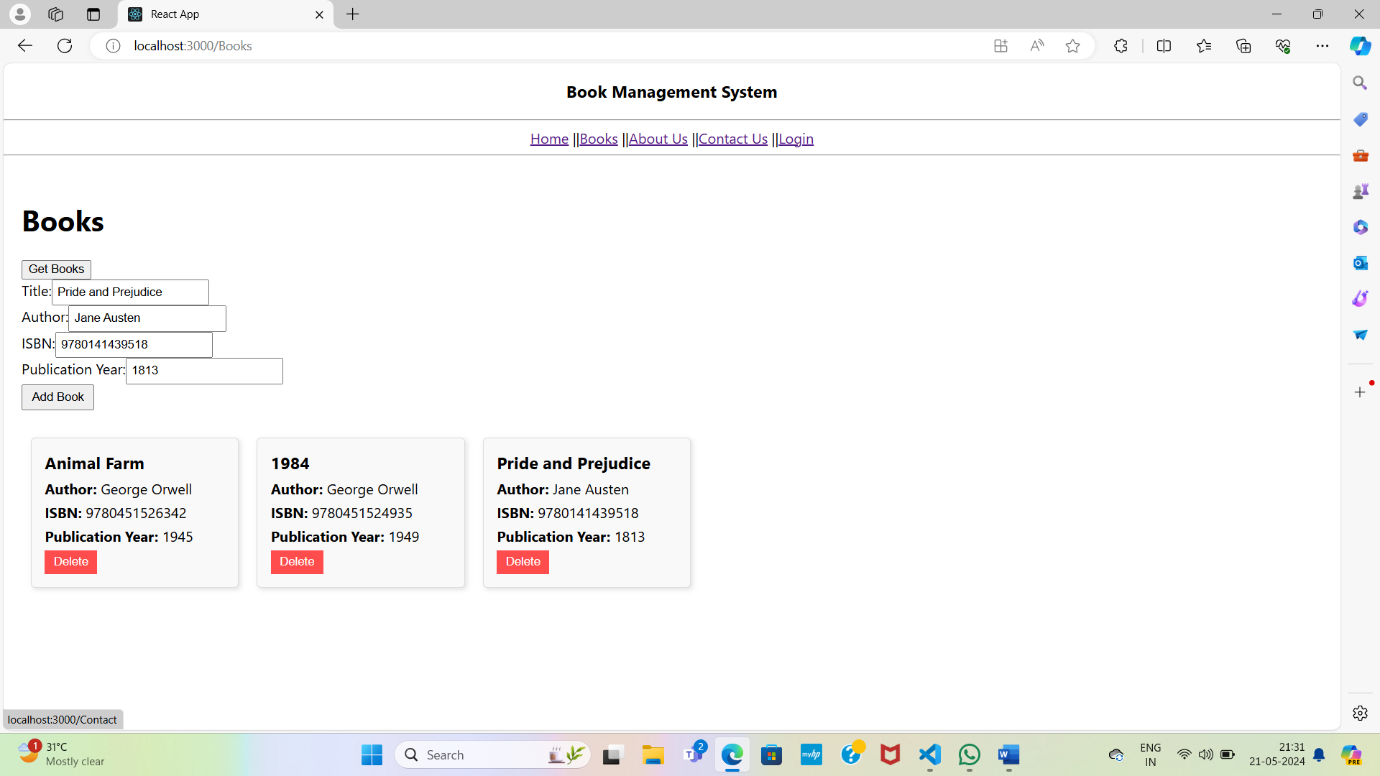 React App
localhost:3000/Books
Book Management System
Home ||Books ||About Us ||Contact Us ||Login
Books
Get Books
Title: Pride and Prejudice
Author: Jane Austen
ISBN: 9780141439518
Publication Year: 1813
Add Book
Animal Farm
Author: George Orwell
ISBN: 9780451526342
Publication Year: 1945
Delete
1984
Author: George Orwell
ISBN: 9780451524935
Publication Year: 1949
Delete
Pride and Prejudice
Author: Jane Austen
ISBN: 9780141439518
Publication Year: 1813
Delete
localhost:3000/Contact
1
31°C
Mostly clear
Search
2
myhp
ENG
IN
21:31
21-05-2024
PRE